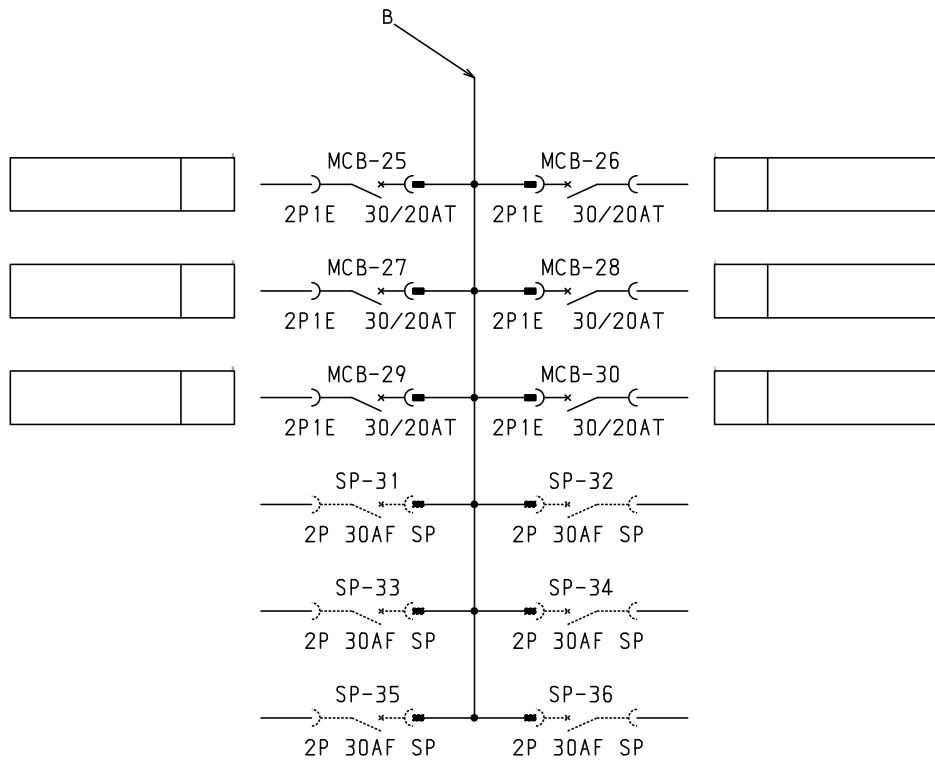 B
MCB-25 MCB-26
2P1E 30/20AT 2P1E 30/20AT
MCB-27 MCB-28
2P1E 30/20AT 2P1E 30/20AT
MCB-29 MCB-30
2P1E 30/20AT 2P1E 30/20AT
SP-31 SP-32
2P 30AF SP 2P 30AF SP
SP-33 SP-34
2P 30AF SP 2P 30AF SP
SP-35 SP-36
2P 30AF SP 2P 30AF SP